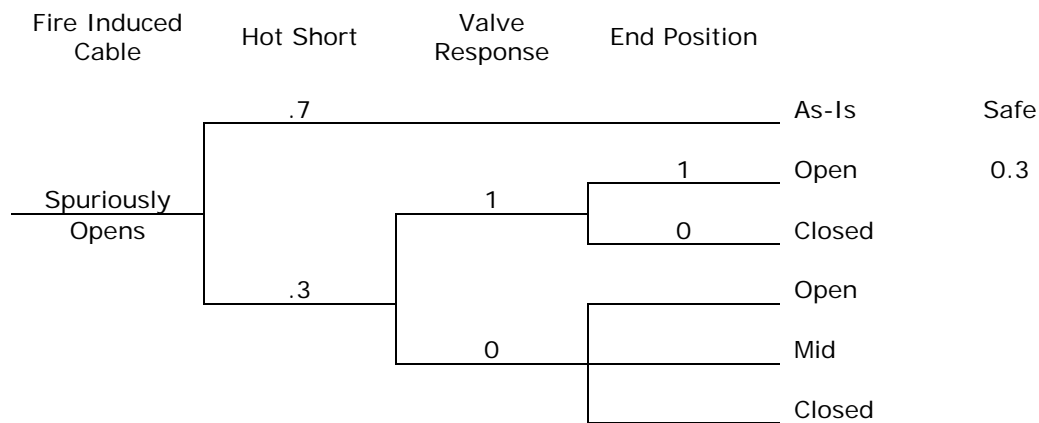 Fire Induced
Cable
Hot Short
Valve
Response
End Position
.7
As-Is
Safe
1
Open
0.3
Spuriously
Opens
1
0
Closed
.3
Open
0
Mid
Closed